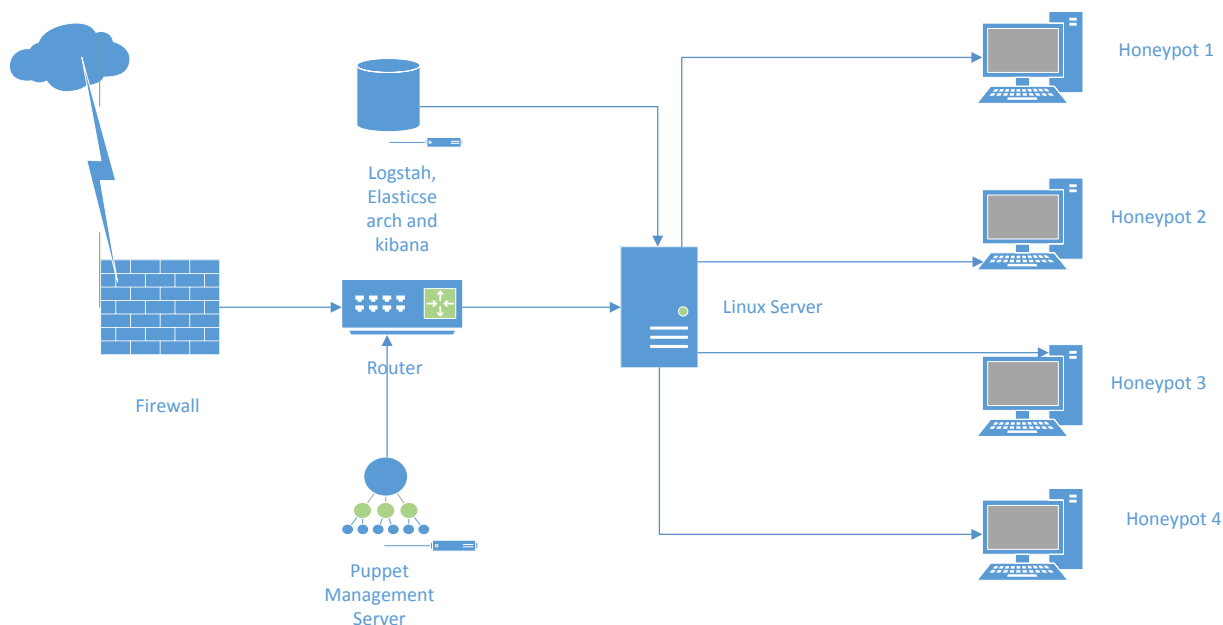 Honeypot 1
Logstah,
Elasticse
arch and
kibana
Honeypot 2
Linux Server
Router
Honeypot 3
Firewall
Honeypot 4
Puppet
Management
Server